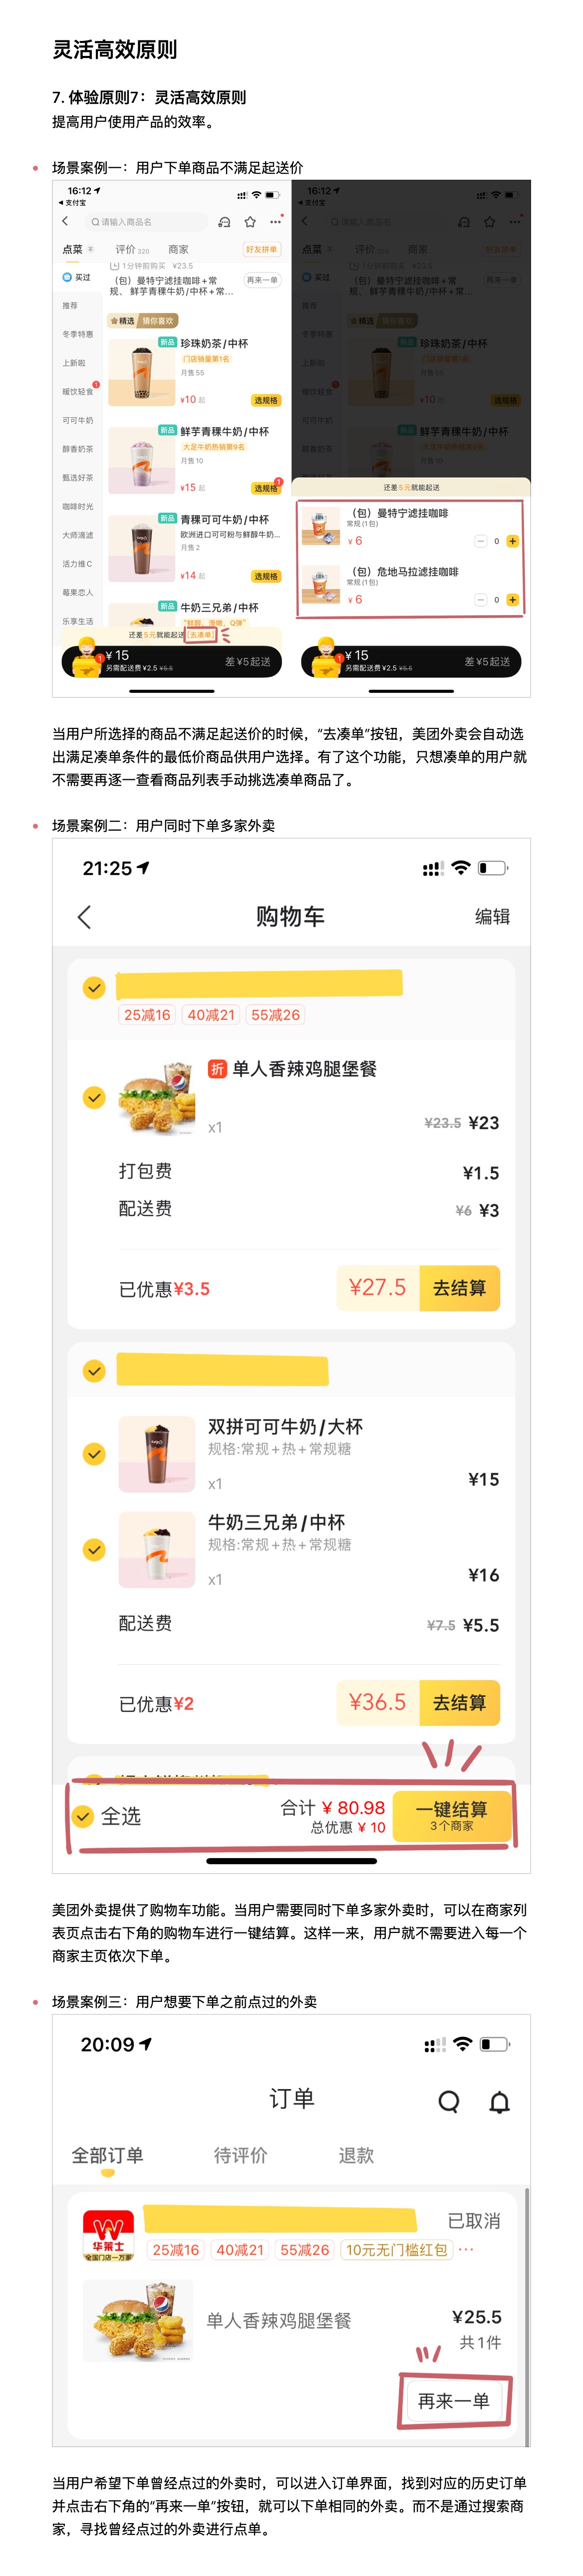 灵活高效原则
7. 体验原则7：灵活高效原则
提高用户使用产品的效率。
场景案例一：用户下单商品不满足起送价
16:12
支付宝
请输入商品名
点菜
评价 320
商家
好友拼单
买过
1分钟前购买 ¥23.5
（包）曼特宁滤挂咖啡+常
规、鲜芋青稞牛奶/中杯+常规...
再来一单
推荐
冬季特惠
上新啦
暖饮轻食
1
可可牛奶
醇香奶茶
甄选好茶
咖啡时光
大师滴滤
活力维C
莓果恋人
乐享生活
精选 猜你喜欢
新品 珍珠奶茶/中杯
门店销量第1名
月售55
¥10 起
选规格
新品 鲜芋青稞牛奶/中杯
大足牛奶热销第9名
月售10
¥15 起
选规格
1
新品 青稞可可牛奶/中杯
欧洲进口可可粉与鲜醇牛奶...
月售2
¥14 起
选规格
新品 牛奶三兄弟/中杯
还差5元就能起送 [去凑单]
1
¥15
另需配送费¥2.5 ¥5.5
差¥5起送
16:12
支付宝
请输入商品名
点菜
评价 320
商家
好友拼单
买过
1分钟前购买 ¥23.5
（包）曼特宁滤挂咖啡+常
规、鲜芋青稞牛奶/中杯+常规...
再来一单
推荐
冬季特惠
上新啦
暖饮轻食
可可牛奶
醇香奶茶
甄选好茶
精选 猜你喜欢
新品 珍珠奶茶/中杯
门店销量第1名
月售55
¥10 起
选规格
新品 鲜芋青稞牛奶/中杯
还差5元就能起送
（包）曼特宁滤挂咖啡
常规(1包)
¥ 6
0
（包）危地马拉滤挂咖啡
常规(1包)
¥ 6
0
1
¥15
另需配送费¥2.5 ¥5.5
差¥5起送
当用户所选择的商品不满足起送价的时候，“去凑单”按钮，美团外卖会自动选
出满足凑单条件的最低价商品供用户选择。有了这个功能，只想凑单的用户就
不需要再逐一查看商品列表手动挑选凑单商品了。
场景案例二：用户同时下单多家外卖
21:25
购物车
编辑
25减16 40减21 55减26
折 单人香辣鸡腿堡餐
x1
¥23.5 ¥23
打包费
¥1.5
配送费
¥6 ¥3
已优惠¥3.5
¥27.5 去结算
双拼可可牛奶/大杯
规格:常规+热+常规糖
x1
¥15
牛奶三兄弟/中杯
规格:常规+热+常规糖
x1
¥16
配送费
¥7.5 ¥5.5
已优惠¥2
¥36.5 去结算
全选
合计 ¥ 80.98
总优惠 ¥ 10
一键结算
3个商家
美团外卖提供了购物车功能。当用户需要同时下单多家外卖时，可以在商家列
表页点击右下角的购物车进行一键结算。这样一来，用户就不需要进入每一个
商家主页依次下单。
场景案例三：用户想要下单之前点过的外卖
20:09
订单
全部订单
待评价
退款
华莱士
全国门店一万家
已取消
25减16 40减21 55减26 10元无门槛红包 ...
单人香辣鸡腿堡餐
¥25.5
共1件
再来一单
当用户希望下单曾经点过的外卖时，可以进入订单界面，找到对应的历史订单
并点击右下角的“再来一单”按钮，就可以下单相同的外卖。而不是通过搜索商
家，寻找曾经点过的外卖进行点单。